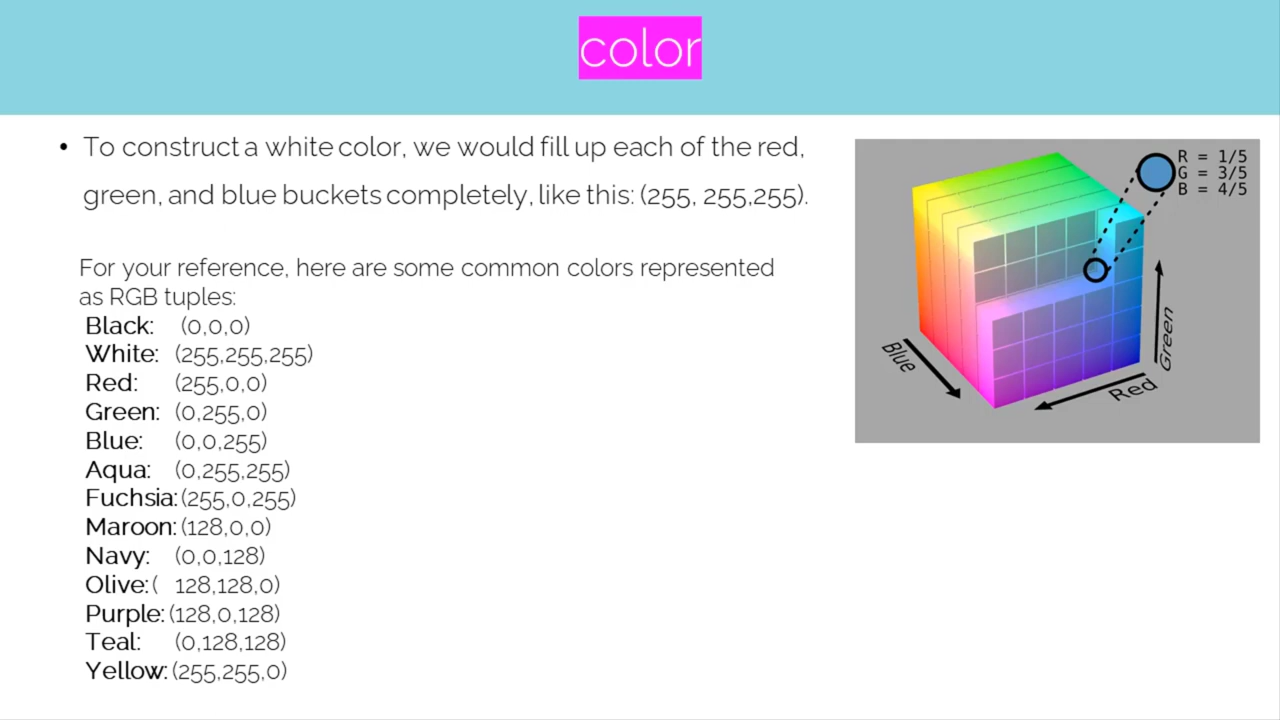 color
• To construct a white color, we would fill up each of the red,
green, and blue buckets completely, like this: (255, 255,255).
For your reference, here are some common colors represented
as RGB tuples:
Black: (0,0,0)
White: (255,255,255)
Red: (255,0,0)
Green: (0,255,0)
Blue: (0,0,255)
Aqua: (0,255,255)
Fuchsia: (255,0,255)
Maroon: (128,0,0)
Navy: (0,0,128)
Olive: ( 128,128,0)
Purple: (128,0,128)
Teal: (0,128,128)
Yellow: (255,255,0)
R = 1/5
G = 3/5
B = 4/5
Blue
Red
Green